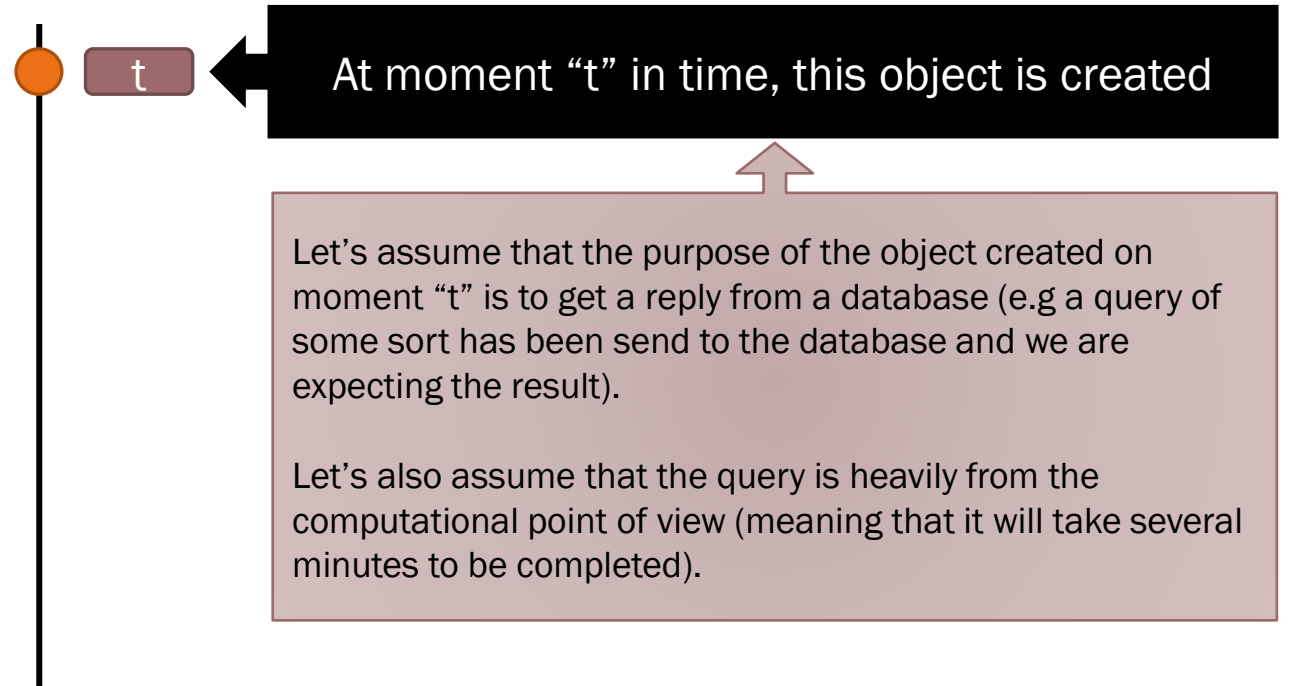 t
At moment “t” in time, this object is created
Let’s assume that the purpose of the object created on
moment “t” is to get a reply from a database (e.g a query of
some sort has been send to the database and we are
expecting the result).
Let’s also assume that the query is heavily from the
computational point of view (meaning that it will take several
minutes to be completed).